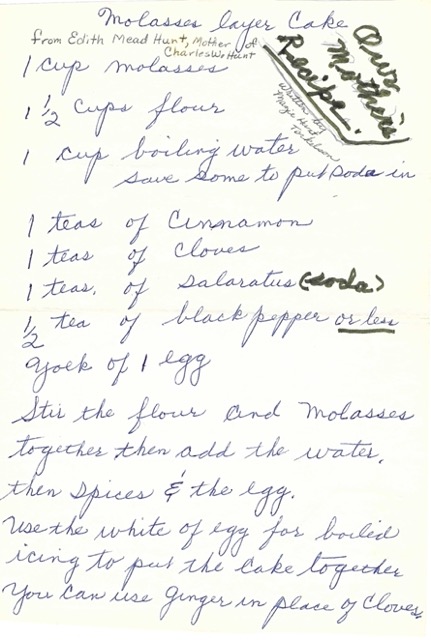 Molasses layer Cake
from Edith Mead Hunt, Mother of
Charles W Hunt
Our
Mother's
Recipe.
Written by
Marge Hunt
1 cup molasses
1 1/2 cups flour
1 cup boiling water
save some to put soda in
1 teas of Cinnamon
1 teas of Cloves
1 teas. of salaratus (soda)
1/2 tea of black pepper or less
Yoek of 1 egg
Stir the flour and molasses
together then add the water,
then spices & the egg.
Use the white of egg for boiled
icing to put the cake together
You can use ginger in place of Cloves.